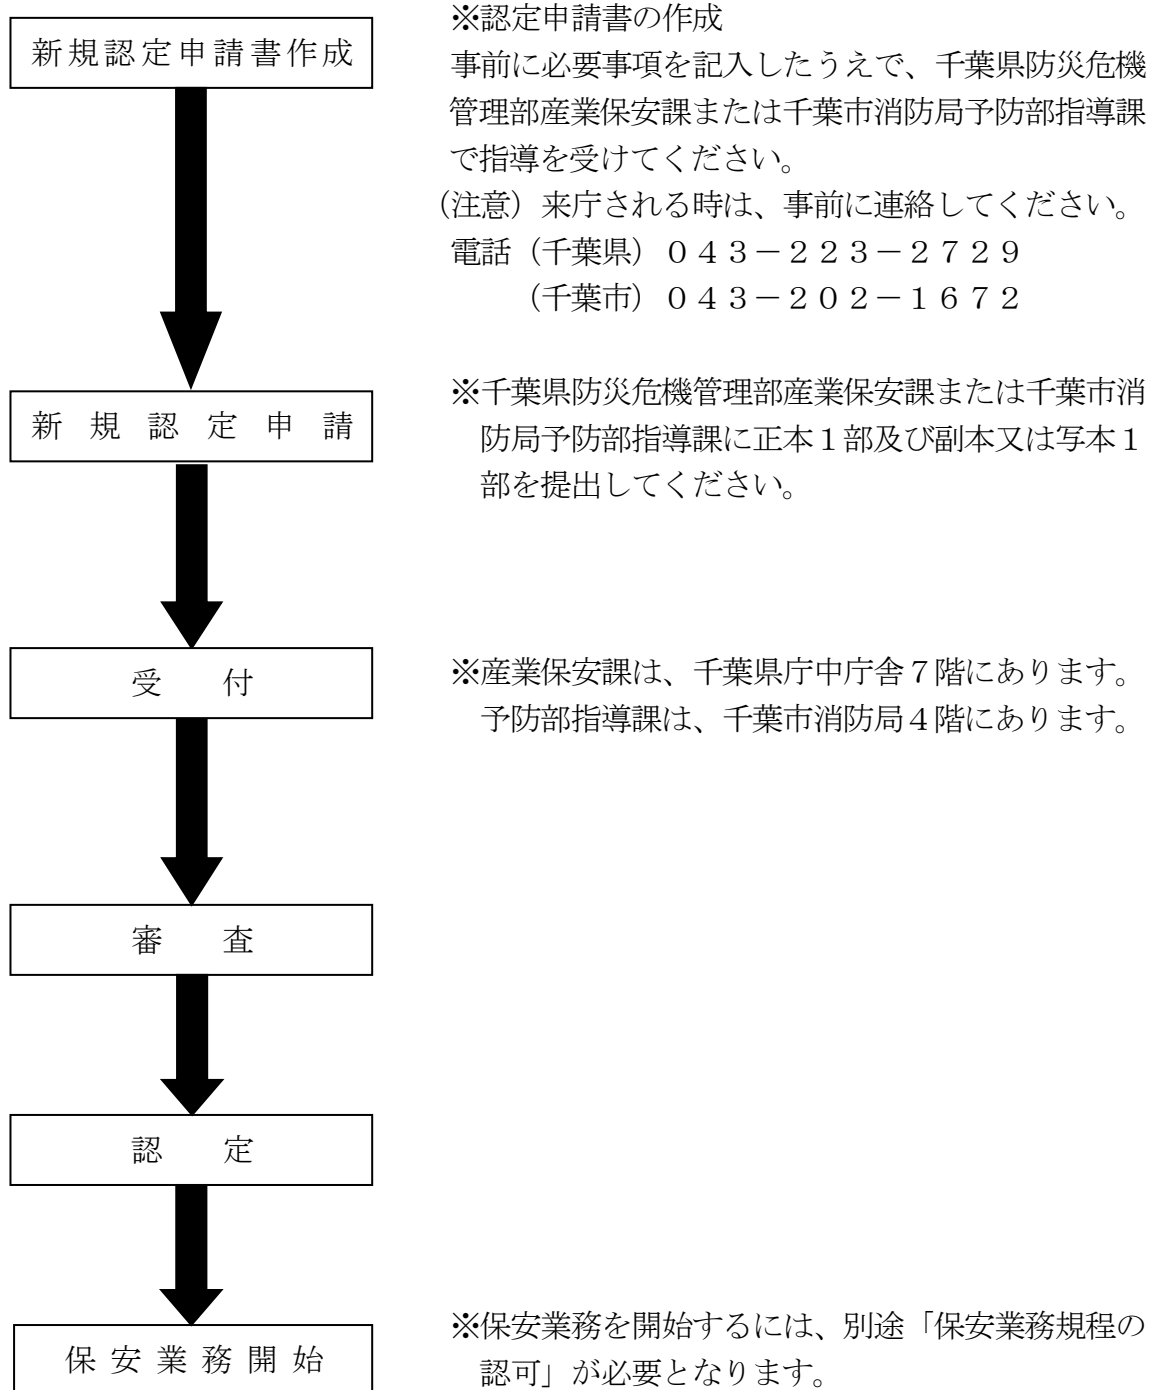 新規認定申請書作成
※認定申請書の作成
事前に必要事項を記入したうえで、千葉県防災危機
管理部産業保安課または千葉市消防局予防部指導課
で指導を受けてください。
（注意）来庁される時は、事前に連絡してください。
電話（千葉県）０４３－２２３－２７２９
（千葉市）０４３－２０２－１６７２
新規認定申請
※千葉県防災危機管理部産業保安課または千葉市消
防局予防部指導課に正本１部及び副本又は写本１
部を提出してください。
受付
※産業保安課は、千葉県庁中庁舎７階にあります。
予防部指導課は、千葉市消防局４階にあります。
審査
認定
保安業務開始
※保安業務を開始するには、別途「保安業務規程の
認可」が必要となります。